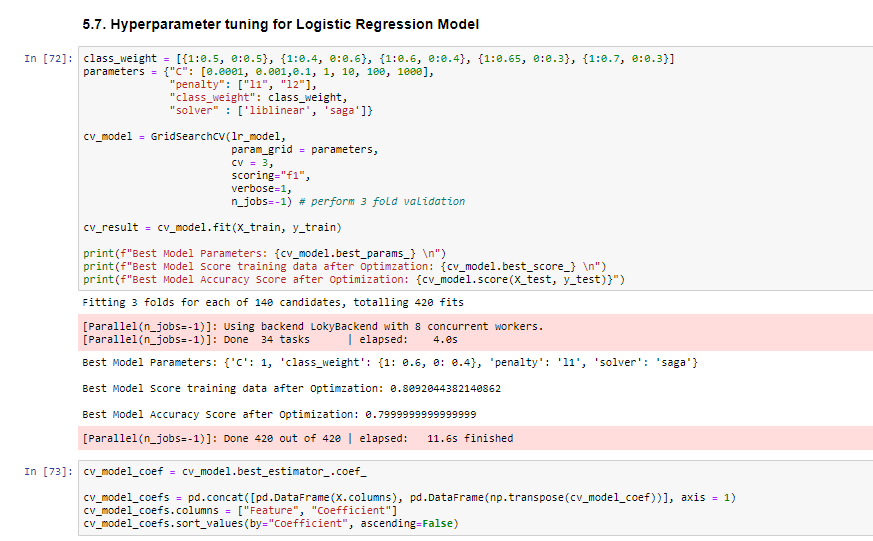 5.7. Hyperparameter tuning for Logistic Regression Model
In [72]: class_weight = [{1:0.5, 0:0.5}, {1:0.4, 0:0.6}, {1:0.6, 0:0.4}, {1:0.65, 0:0.3}, {1:0.7, 0:0.3}]
parameters = {"C": [0.0001, 0.001,0.1, 1, 10, 100, 1000],
"penalty": ["l1", "l2"],
"class_weight": class_weight,
"solver" : ['liblinear', 'saga']}
cv_model = GridSearchCV(lr_model,
param_grid = parameters,
cv = 3,
scoring="f1",
verbose=1,
n_jobs=-1) # perform 3 fold validation
cv_result = cv_model.fit(X_train, y_train)
print(f"Best Model Parameters: {cv_model.best_params_} \n")
print(f"Best Model Score training data after Optimzation: {cv_model.best_score_} \n")
print(f"Best Model Accuracy Score after Optimization: {cv_model.score(X_test, y_test)}")
Fitting 3 folds for each of 140 candidates, totalling 420 fits
[Parallel(n_jobs=-1)]: Using backend LokyBackend with 8 concurrent workers.
[Parallel(n_jobs=-1)]: Done  34 tasks      | elapsed:    4.0s
Best Model Parameters: {'C': 1, 'class_weight': {1: 0.6, 0: 0.4}, 'penalty': 'l1', 'solver': 'saga'}
Best Model Score training data after Optimzation: 0.8092044382140862
Best Model Accuracy Score after Optimization: 0.7999999999999999
[Parallel(n_jobs=-1)]: Done 420 out of 420 | elapsed:   11.6s finished
In [73]: cv_model_coef = cv_model.best_estimator_.coef_
cv_model_coefs = pd.concat([pd.DataFrame(X.columns), pd.DataFrame(np.transpose(cv_model_coef))], axis = 1)
cv_model_coefs.columns = ["Feature", "Coefficient"]
cv_model_coefs.sort_values(by="Coefficient", ascending=False)